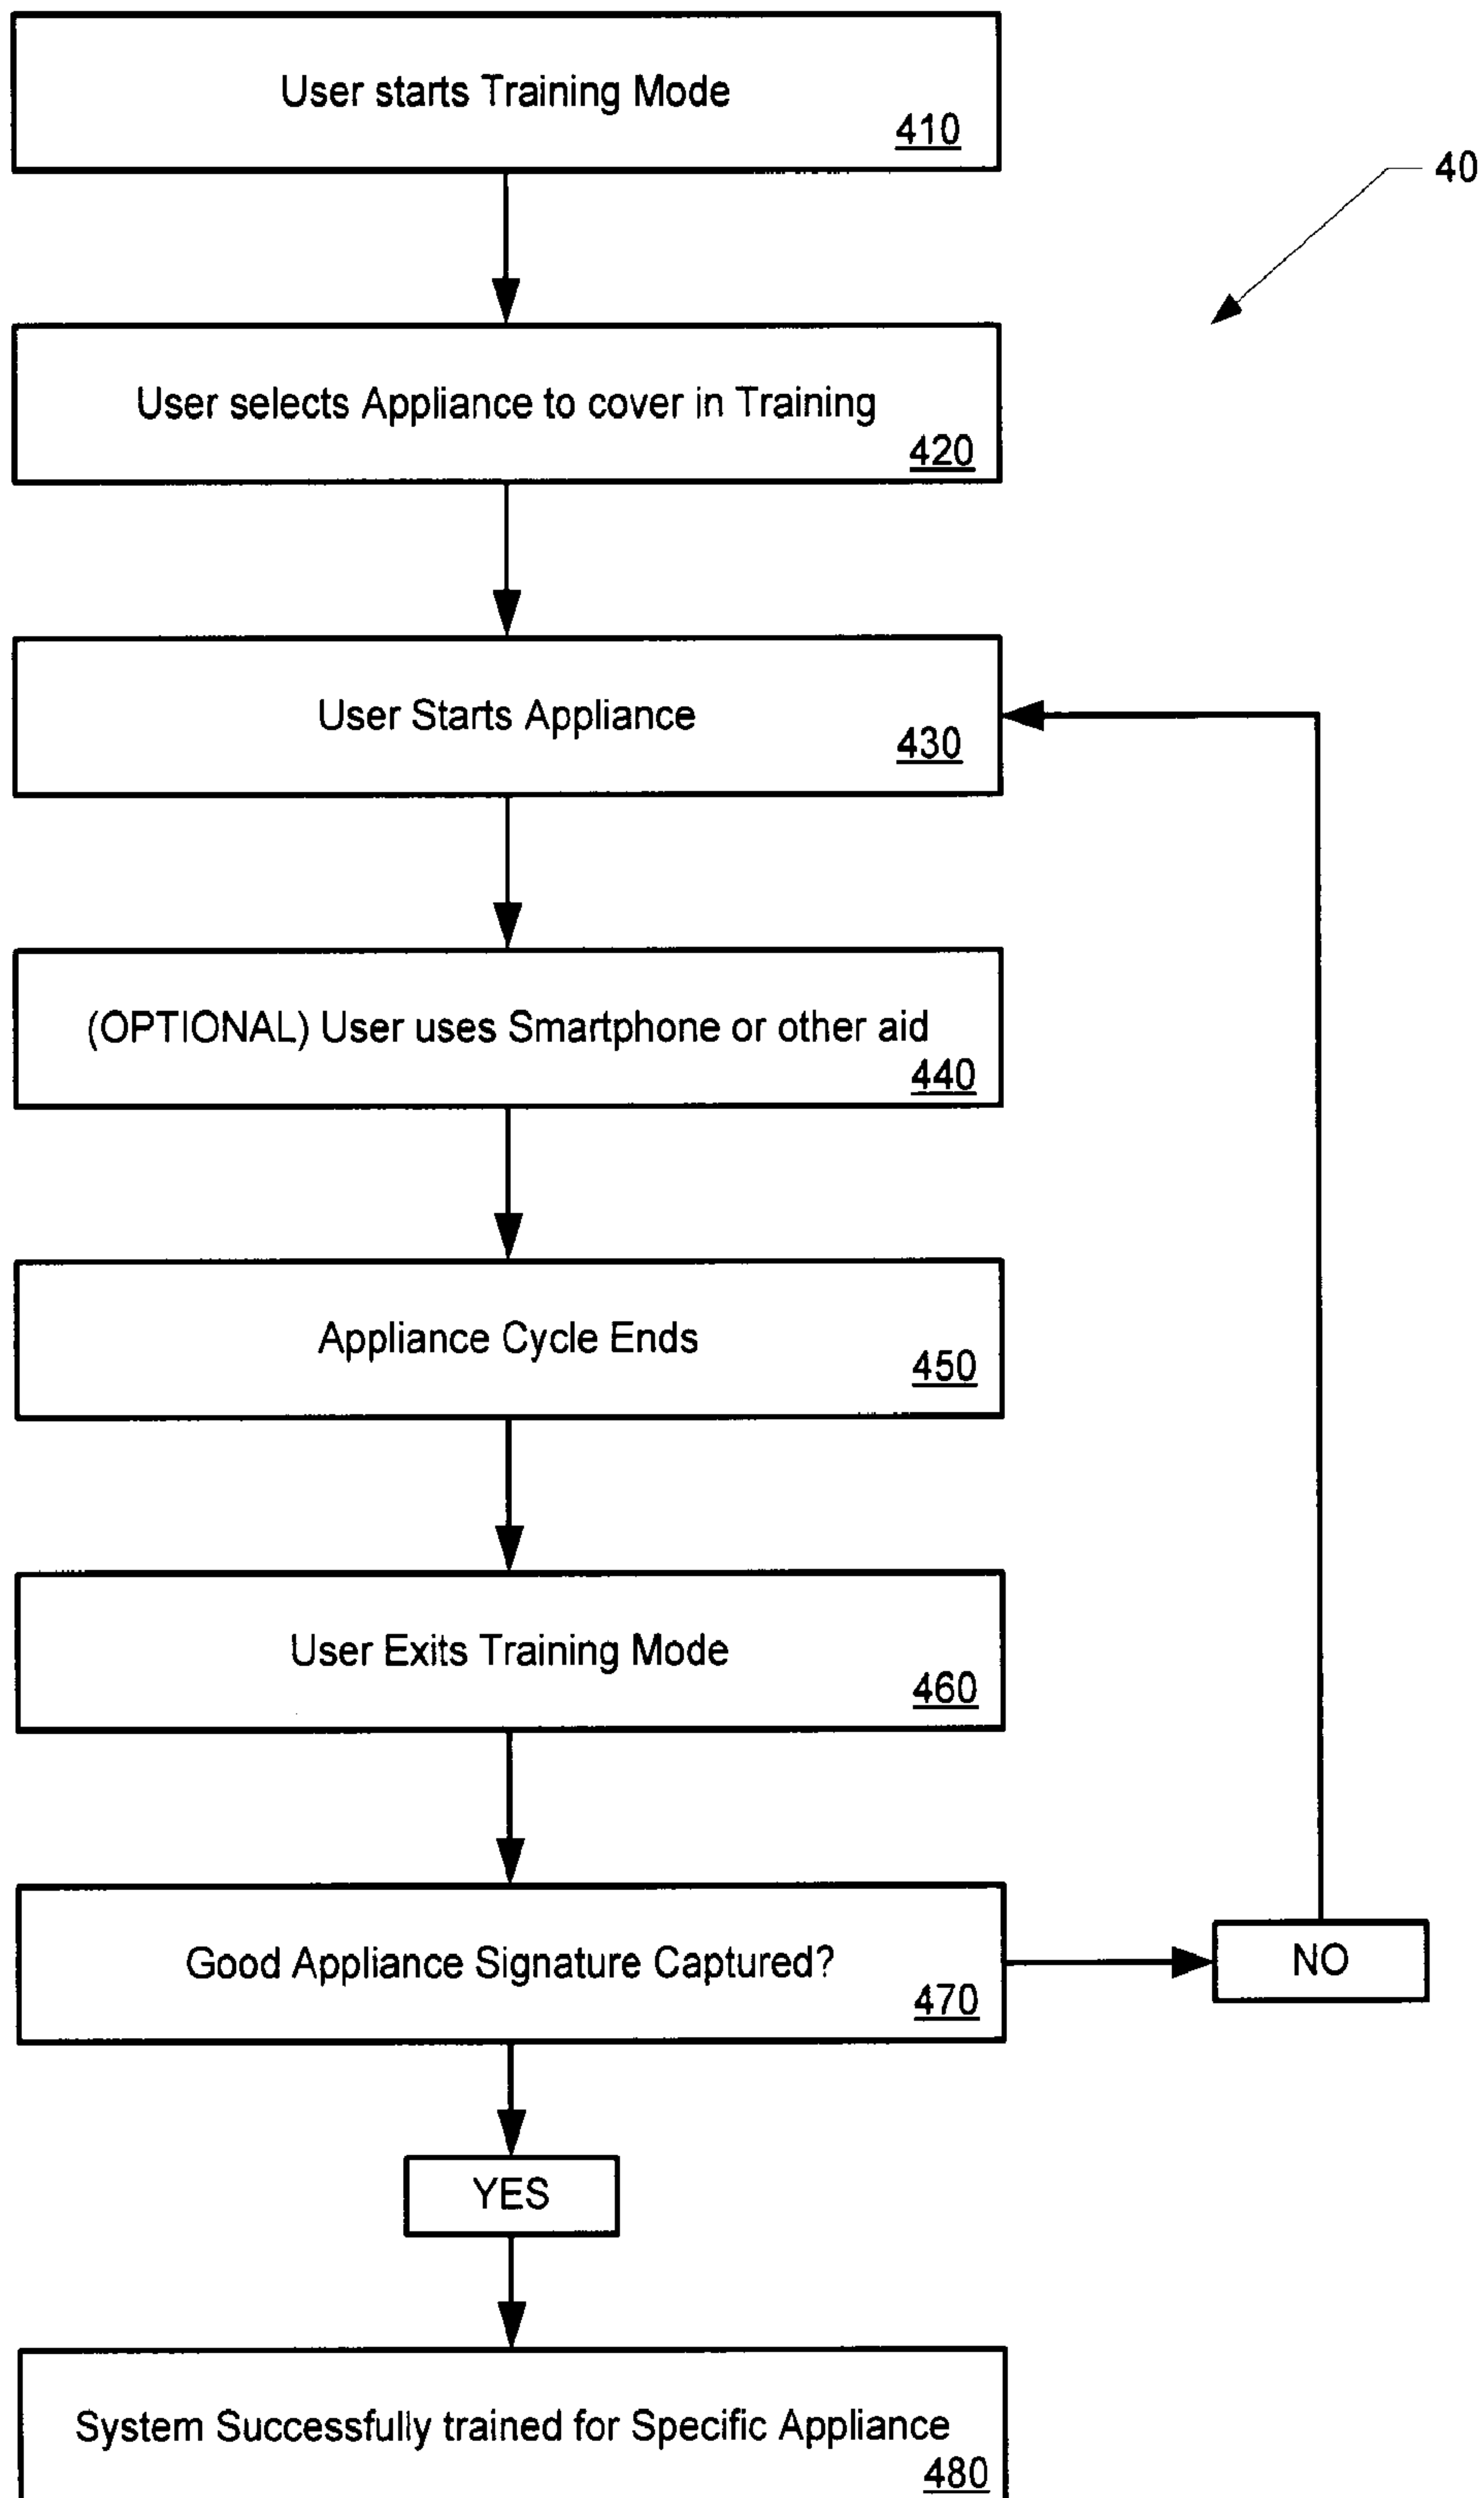 User starts Training Mode
410
40
User selects Appliance to cover in Training
420
User Starts Appliance
430
(OPTIONAL) User uses Smartphone or other aid
440
Appliance Cycle Ends
450
User Exits Training Mode
460
Good Appliance Signature Captured?
470
NO
YES
System Successfully trained for Specific Appliance
480